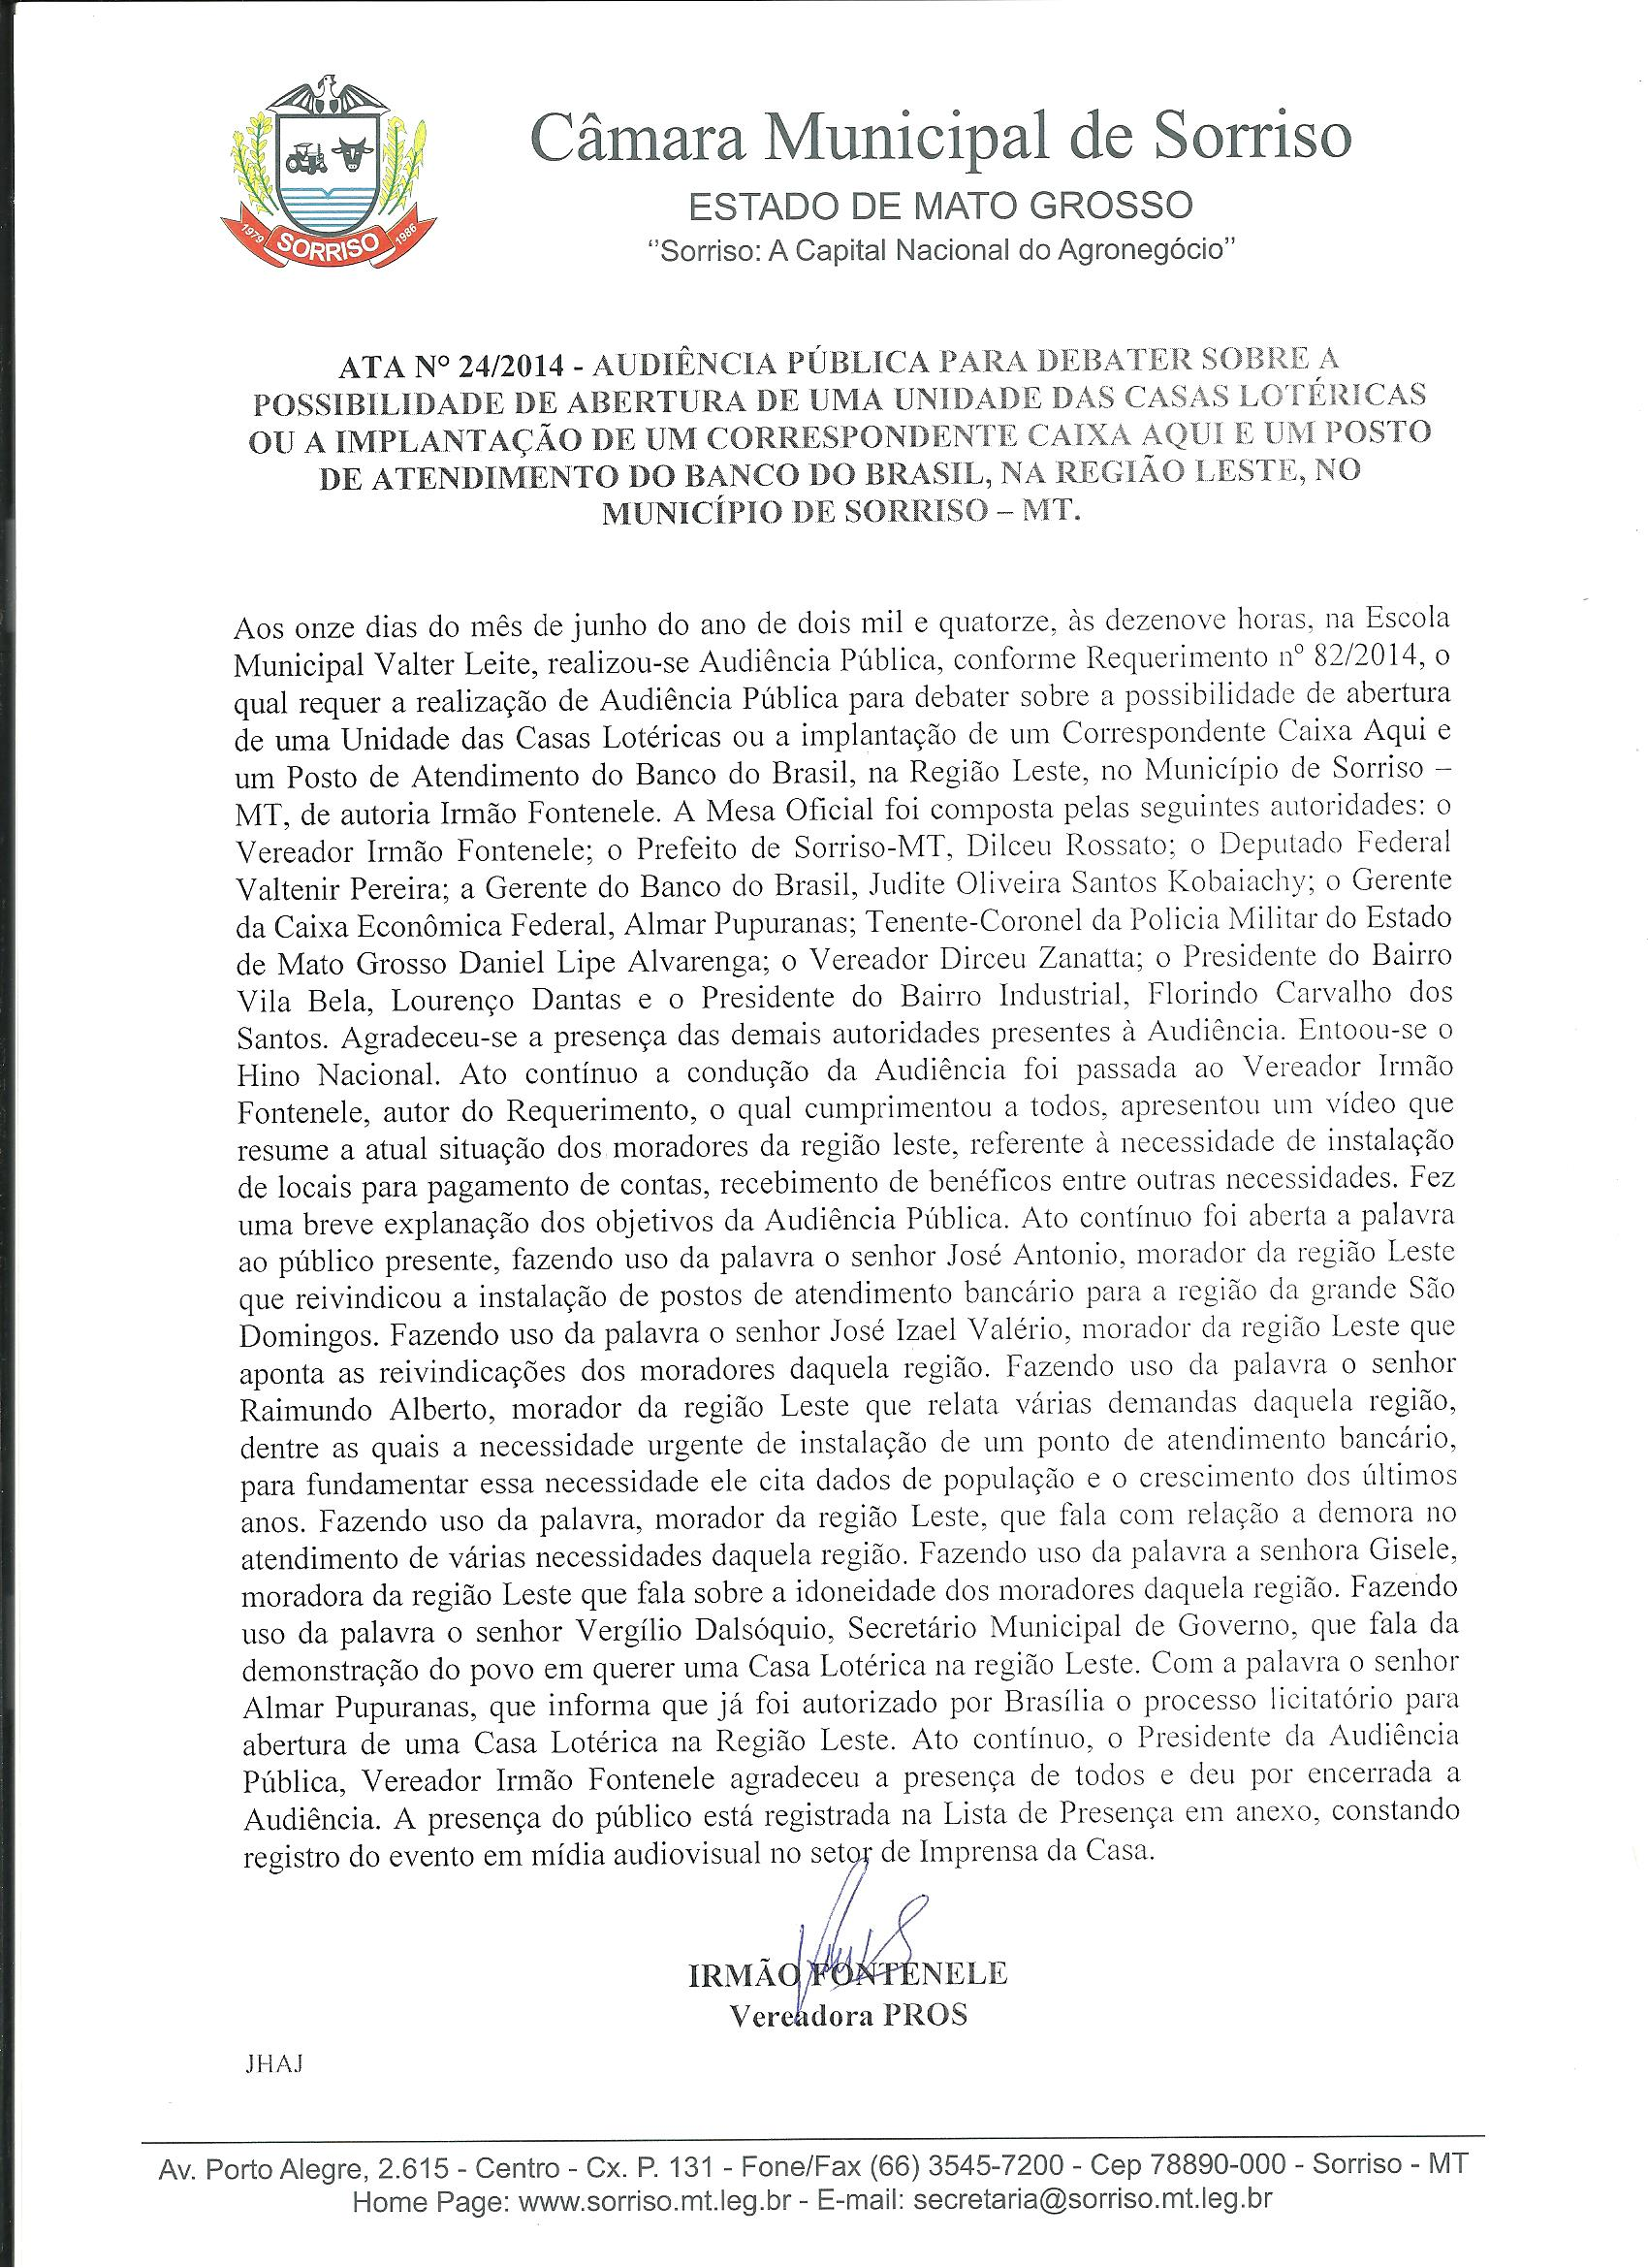 Câmara Municipal de Sorriso
ESTADO DE MATO GROSSO
"Sorriso: A Capital Nacional do Agronegócio"
1979 SORRISO 1986
ATA N° 24/2014 - AUDIÊNCIA PÚBLICA PARA DEBATER SOBRE A
POSSIBILIDADE DE ABERTURA DE UMA UNIDADE DAS CASAS LOTÉRICAS
OU A IMPLANTAÇÃO DE UM CORRESPONDENTE CAIXA AQUI E UM POSTO
DE ATENDIMENTO DO BANCO DO BRASIL, NA REGIÃO LESTE, NO
MUNICÍPIO DE SORRISO – MT.
Aos onze dias do mês de junho do ano de dois mil e quatorze, às dezenove horas, na Escola
Municipal Valter Leite, realizou-se Audiência Pública, conforme Requerimento nº 82/2014, o
qual requer a realização de Audiência Pública para debater sobre a possibilidade de abertura
de uma Unidade das Casas Lotéricas ou a implantação de um Correspondente Caixa Aqui e
um Posto de Atendimento do Banco do Brasil, na Região Leste, no Município de Sorriso –
MT, de autoria Irmão Fontenele. A Mesa Oficial foi composta pelas seguintes autoridades: o
Vereador Irmão Fontenele; o Prefeito de Sorriso-MT, Dilceu Rossato; o Deputado Federal
Valtenir Pereira; a Gerente do Banco do Brasil, Judite Oliveira Santos Kobaiachy; o Gerente
da Caixa Econômica Federal, Almar Pupuranas; Tenente-Coronel da Policia Militar do Estado
de Mato Grosso Daniel Lipe Alvarenga; o Vereador Dirceu Zanatta; o Presidente do Bairro
Vila Bela, Lourenço Dantas e o Presidente do Bairro Industrial, Florindo Carvalho dos
Santos. Agradeceu-se a presença das demais autoridades presentes à Audiência. Entoou-se o
Hino Nacional. Ato contínuo a condução da Audiência foi passada ao Vereador Irmão
Fontenele, autor do Requerimento, o qual cumprimentou a todos, apresentou um vídeo que
resume a atual situação dos moradores da região leste, referente à necessidade de instalação
de locais para pagamento de contas, recebimento de benéficos entre outras necessidades. Fez
uma breve explanação dos objetivos da Audiência Pública. Ato contínuo foi aberta a palavra
ao público presente, fazendo uso da palavra o senhor José Antonio, morador da região Leste
que reivindicou a instalação de postos de atendimento bancário para a região da grande São
Domingos. Fazendo uso da palavra o senhor José Izael Valério, morador da região Leste que
aponta as reivindicações dos moradores daquela região. Fazendo uso da palavra o senhor
Raimundo Alberto, morador da região Leste que relata várias demandas daquela região,
dentre as quais a necessidade urgente de instalação de um ponto de atendimento bancário,
para fundamentar essa necessidade ele cita dados de população e o crescimento dos últimos
anos. Fazendo uso da palavra, morador da região Leste, que fala com relação a demora no
atendimento de várias necessidades daquela região. Fazendo uso da palavra a senhora Gisele,
moradora da região Leste que fala sobre a idoneidade dos moradores daquela região. Fazendo
uso da palavra o senhor Vergílio Dalsóquio, Secretário Municipal de Governo, que fala da
demonstração do povo em querer uma Casa Lotérica na região Leste. Com a palavra o senhor
Almar Pupuranas, que informa que já foi autorizado por Brasília o processo licitatório para
abertura de uma Casa Lotérica na Região Leste. Ato contínuo, o Presidente da Audiência
Pública, Vereador Irmão Fontenele agradeceu a presença de todos e deu por encerrada a
Audiência. A presença do público está registrada na Lista de Presença em anexo, constando
registro do evento em mídia audiovisual no setor de Imprensa da Casa.
IRMÃO FONTENELE
Vereadora PROS
JHAJ
Av. Porto Alegre, 2.615 - Centro - Cx. P. 131 - Fone/Fax (66) 3545-7200 - Cep 78890-000 - Sorriso - MT
Home Page: www.sorriso.mt.leg.br - E-mail: secretaria@sorriso.mt.leg.br